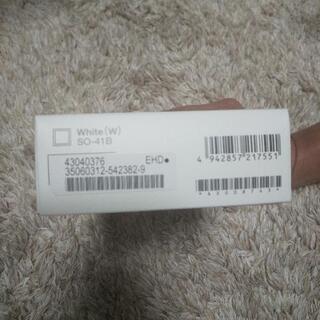 White(W)
SO-41B
43040376 EHD●
35060312-542382-9
4 942857 217551